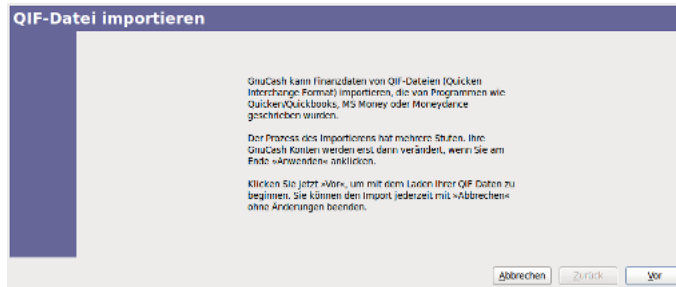 QIF-Datei importieren
GnuCash kann Finanzdaten von QIF-Dateien (Quicken
Interchange Format) importieren, die von Programmen wie
Quicken/Quickbooks, MS Money oder Moneydance
geschrieben wurden.
Der Prozess des Importierens hat mehrere Stufen. Ihre
GnuCash Konten werden erst dann verändert, wenn Sie am
Ende »Anwenden« anklicken.
Klicken Sie jetzt »Vor«, um mit dem Laden Ihrer QIF Daten zu
beginnen. Sie können den Import jederzeit mit »Abbrechen«
ohne Änderungen beenden.
Abbrechen Zurück Vor